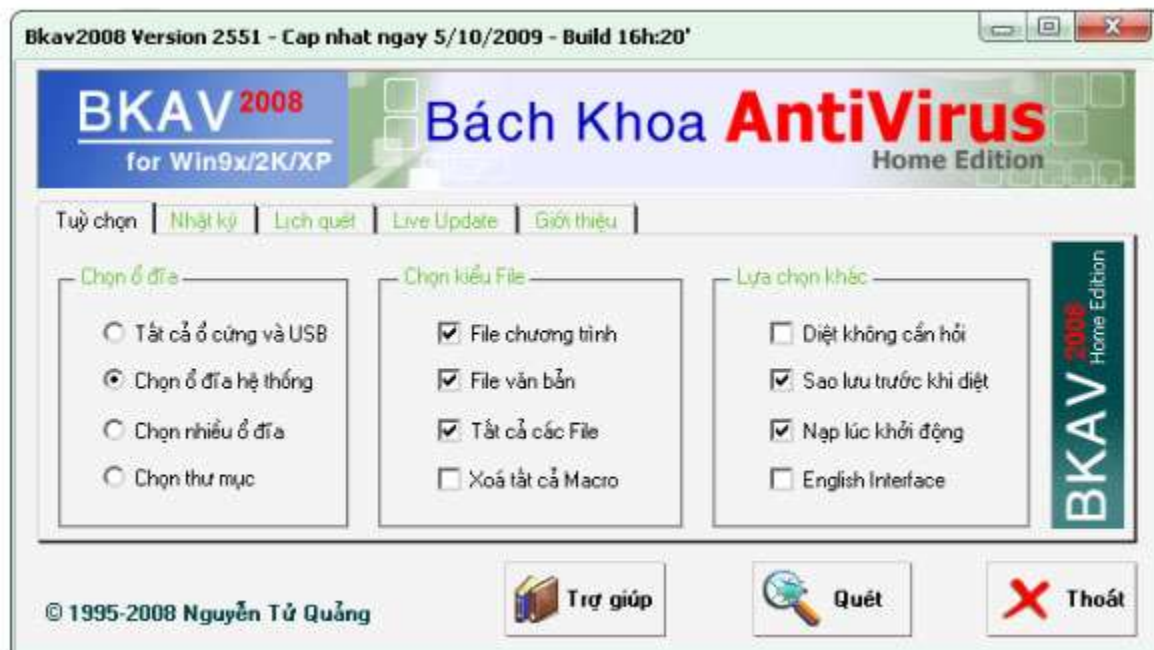 Bkav2008 Version 2551 - Cap nhat ngay 5/10/2009 - Build 16h:20'
BKAV 2008
for Win9x/2K/XP
Bách Khoa AntiVirus
Home Edition
Tuỳ chọn
Nhật ký
Lịch quét
Live Update
Giới thiệu
Chọn ổ đĩa
Tất cả ổ cứng và USB
Chọn ổ đĩa hệ thống
Chọn nhiều ổ đĩa
Chọn thư mục
Chọn kiểu File
File chương trình
File văn bản
Tất cả các File
Xoá tất cả Macro
Lựa chọn khác
Diệt không cần hỏi
Sao lưu trước khi diệt
Nạp lúc khởi động
English Interface
BKAV 2008
Home Edition
© 1995-2008 Nguyễn Tử Quảng
Trợ giúp
Quét
Thoát